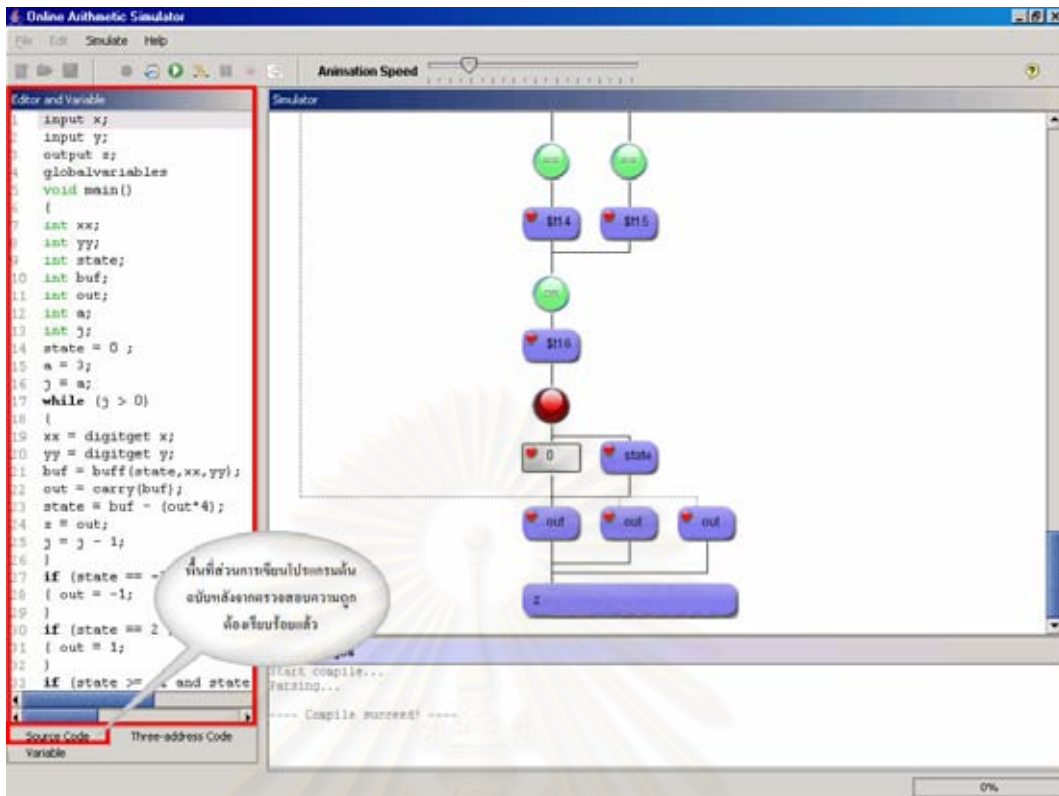 Online Arithmetic Simulator
File Edit Simulate Help
Animation Speed
Editor and Variable
Simulator
1 input x;
2 input y;
3 output z;
4 globalvariables
5 void main()
6 {
7 int xx;
8 int yy;
9 int state;
10 int buf;
11 int out;
12 int m;
13 int j;
14 state = 0 ;
15 m = 3;
16 j = m;
17 while (j > 0)
18 {
19 xx = digitget x;
20 yy = digitget y;
21 buf = buff(state,xx,yy);
22 out = carry(buf);
23 state = buf - (out*4);
24 z = out;
25 j = j - 1;
26 }
27 if (state == -
28 { out = -1;
29 }
30 if (state == 2
31 { out = 1;
32 }
33 if (state >= and state
พื้นที่ส่วนการเขียนโปรแกรมต้น
ฉบับหลังจากตรวจสอบความถูก
ต้องเรียบร้อยแล้ว
Source Code Three-address Code
Variable
== ==
$t14 $t15
$t16
0 state
out out out
z
Start compile...
Parsing...
---- Compile succeed! ----
0%